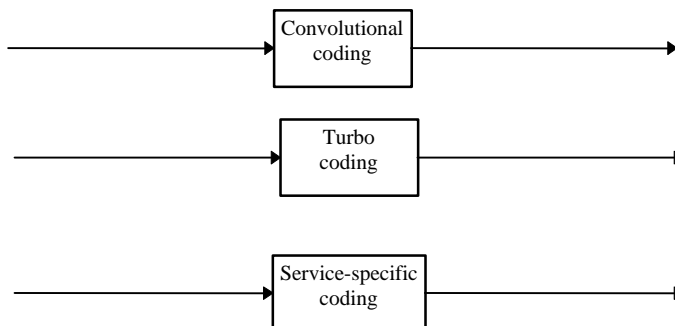 Convolutional
coding
Turbo
coding
Service-specific
coding